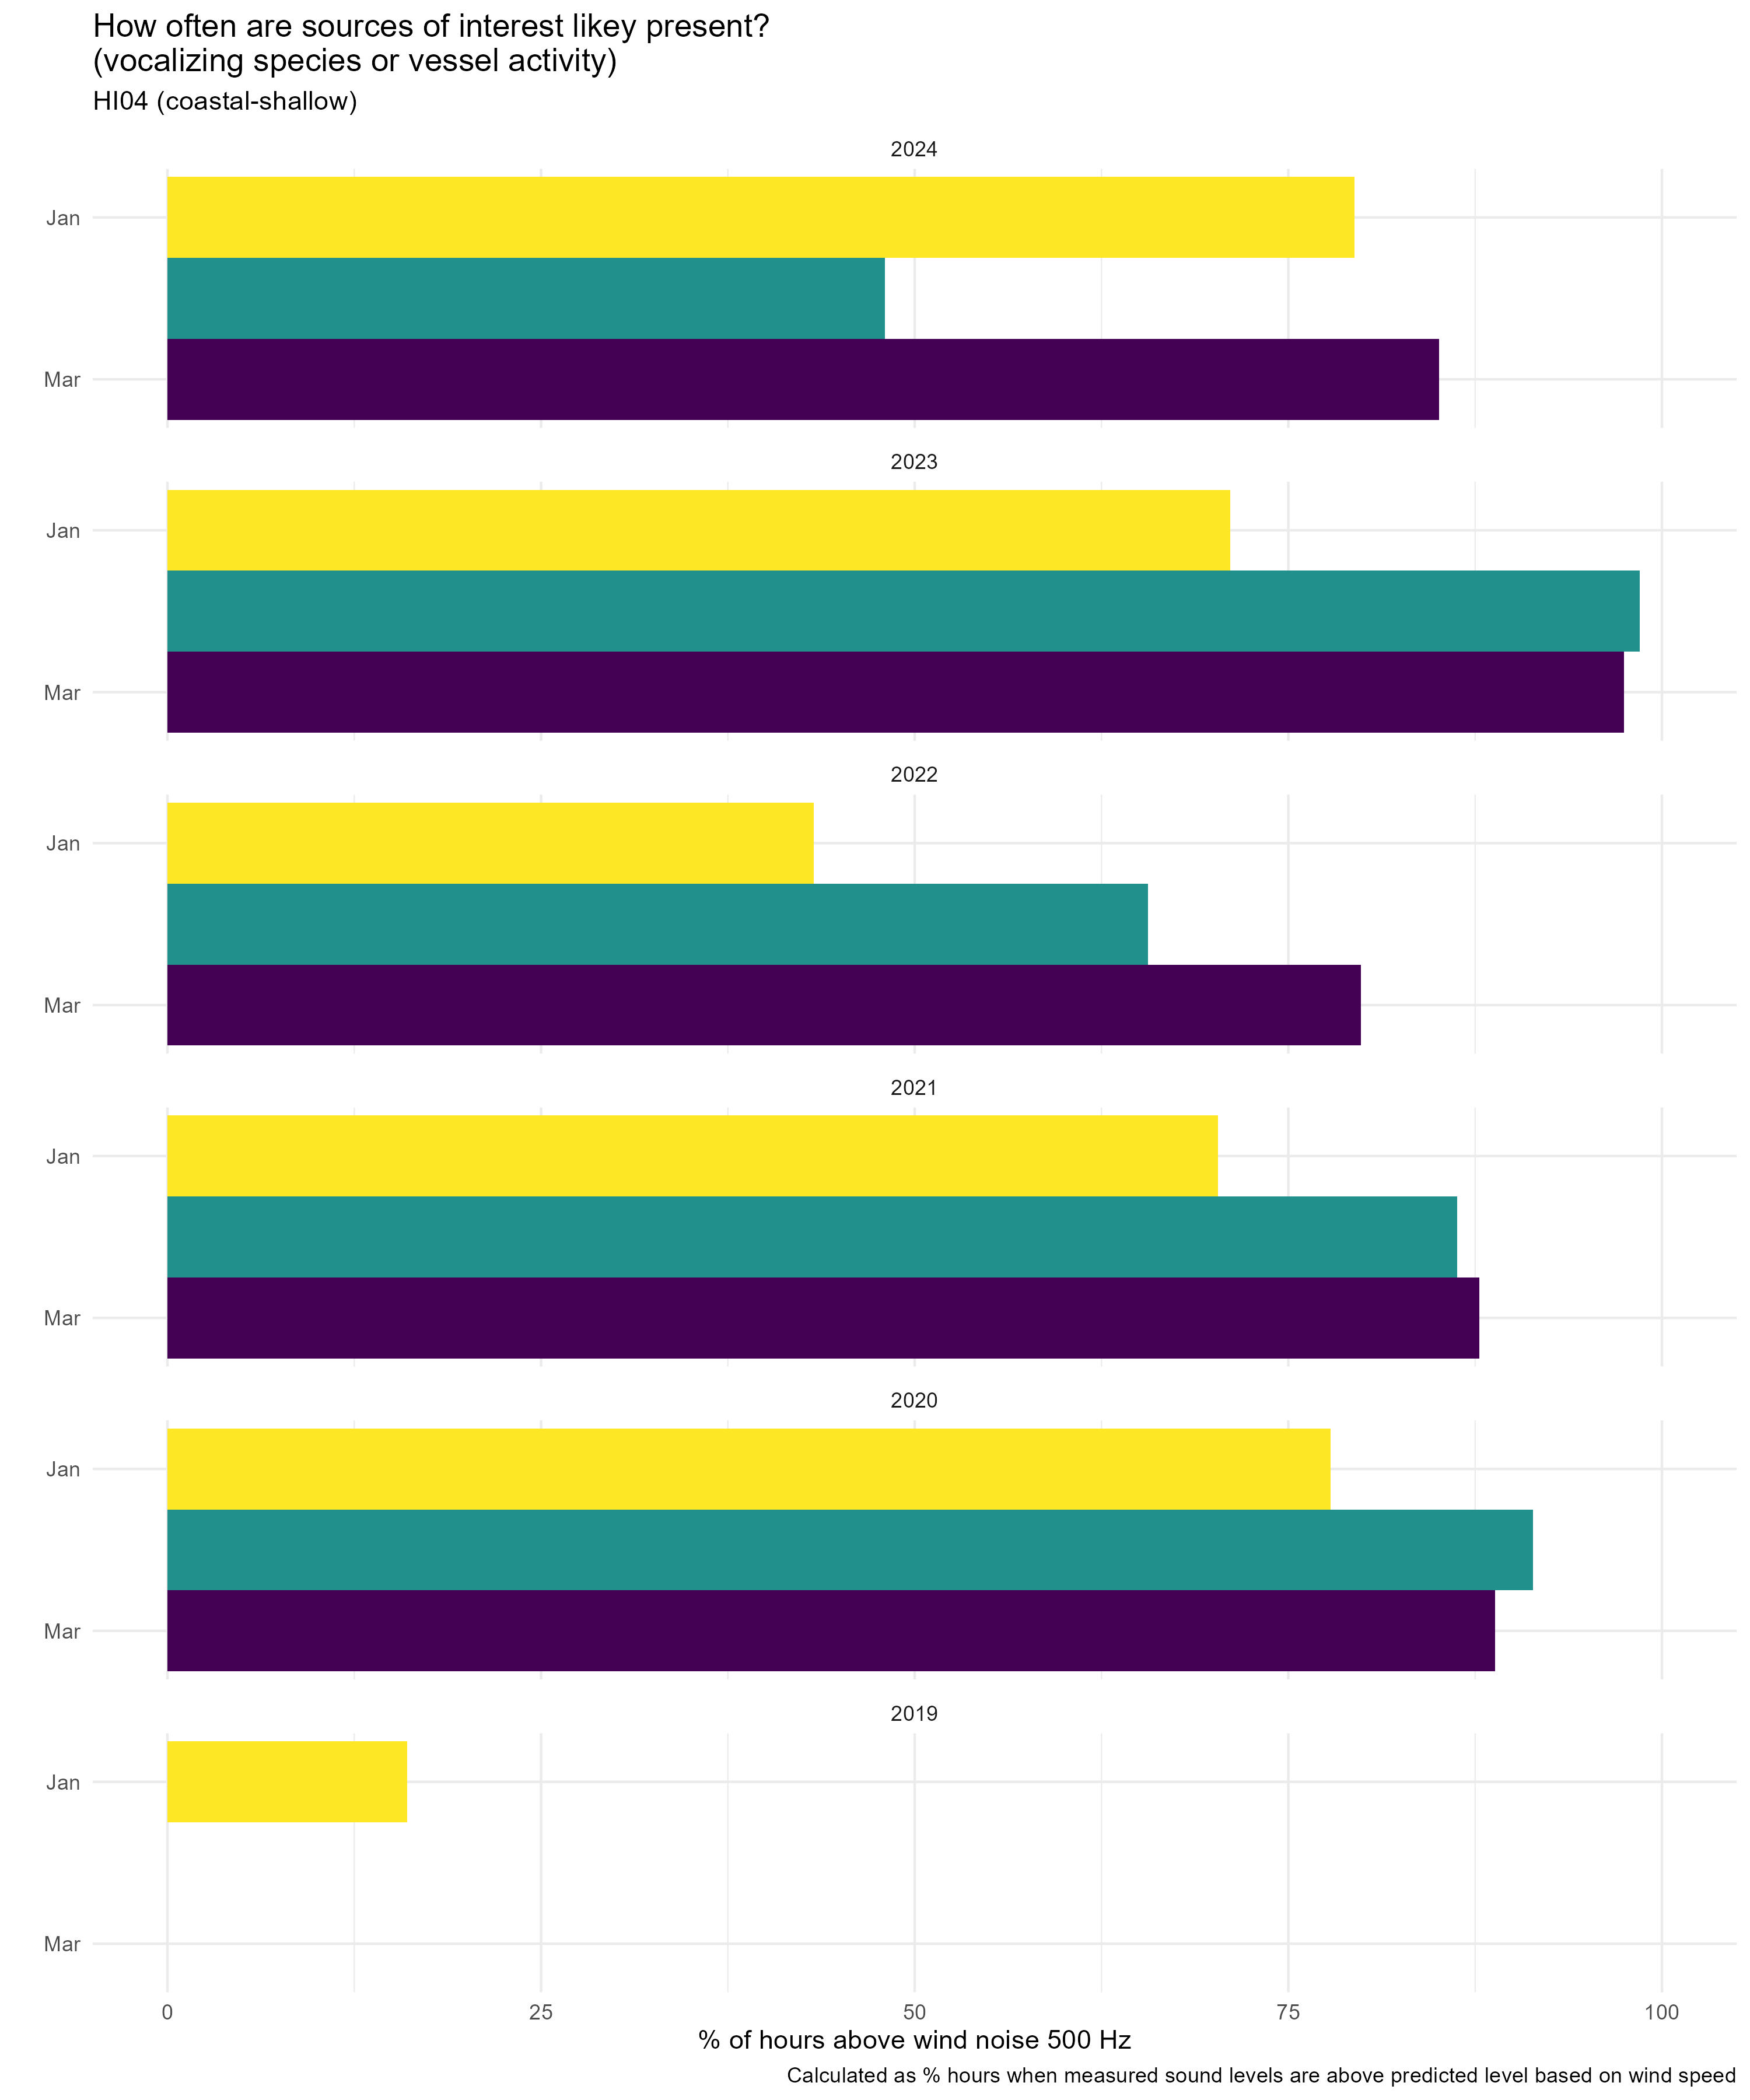 How often are sources of interest likey present?
(vocalizing species or vessel activity)
HI04 (coastal-shallow)
2024
Jan
Mar
2023
Jan
Mar
2022
Jan
Mar
2021
Jan
Mar
2020
Jan
Mar
2019
Jan
Mar
0 25 50 75 100
% of hours above wind noise 500 Hz
Calculated as % hours when measured sound levels are above predicted level based on wind speed